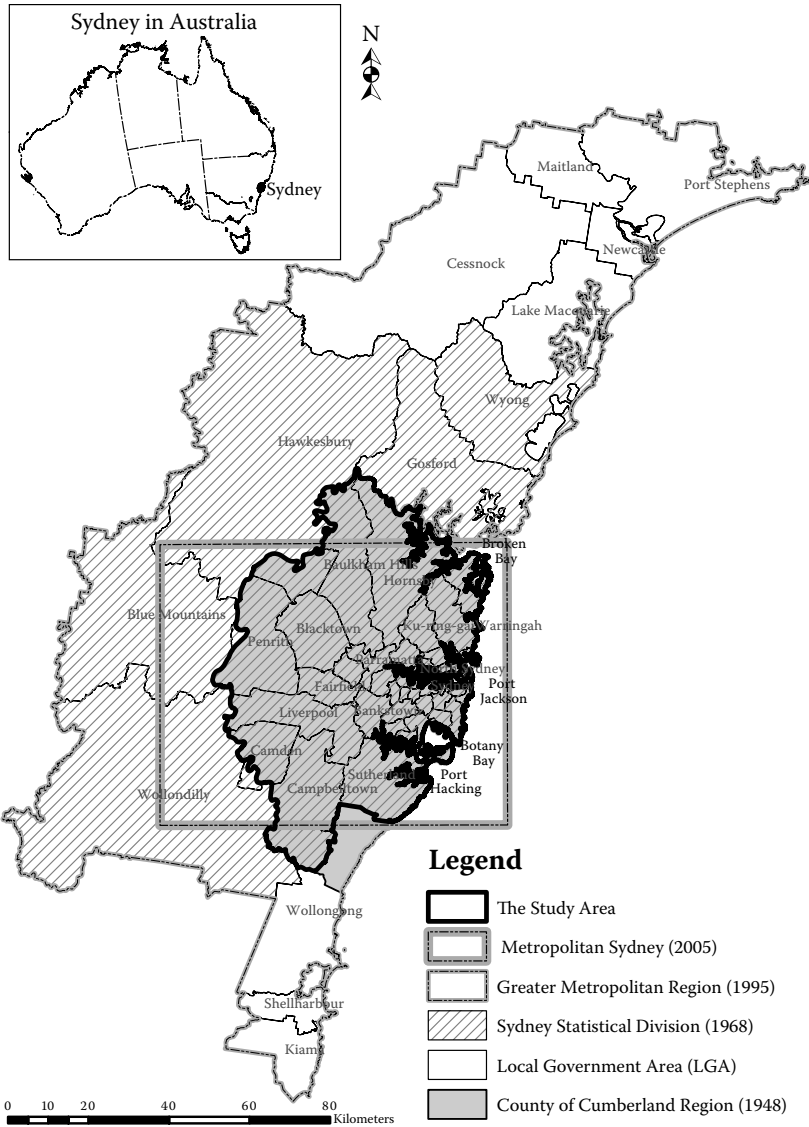 Sydney in Australia
Sydney
N
Maitland
Port Stephens
Newcastle
Cessnock
Lake Macquarie
Wyong
Hawkesbury
Gosford
Broken
Bay
Baulkham Hills
Hornsby
Blue Mountains
Blacktown
Ku-ring-gai
Warringah
Penrith
Parramatta
North Sydney
Sydney
Fairfield
Port
Jackson
Liverpool
Bankstown
Camden
Botany
Bay
Sutherland
Port
Hacking
Wollondilly
Campbelltown
Wollongong
Shellharbour
Kiama
Legend
The Study Area
Metropolitan Sydney (2005)
Greater Metropolitan Region (1995)
Sydney Statistical Division (1968)
Local Government Area (LGA)
County of Cumberland Region (1948)
0 10 20 40 60 80
Kilometers